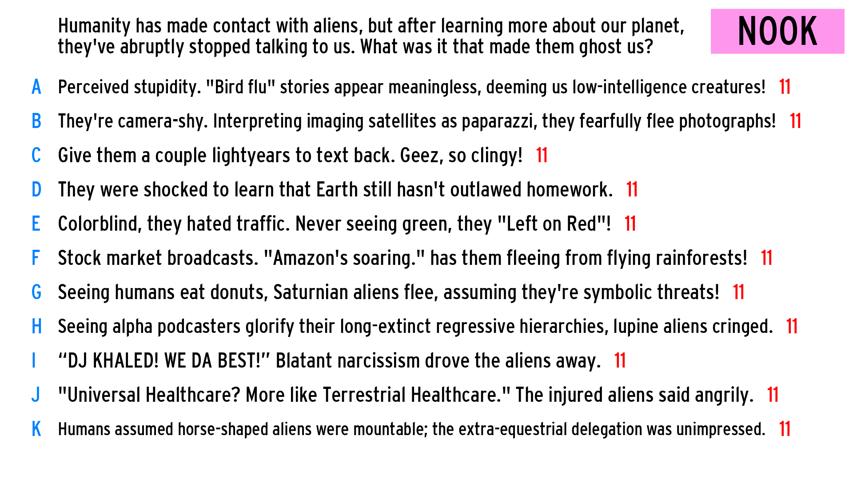 Humanity has made contact with aliens, but after learning more about our planet,
they've abruptly stopped talking to us. What was it that made them ghost us?
NOOK
A Perceived stupidity. "Bird flu" stories appear meaningless, deeming us low-intelligence creatures! 11
B They're camera-shy. Interpreting imaging satellites as paparazzi, they fearfully flee photographs! 11
C Give them a couple lightyears to text back. Geez, so clingy! 11
D They were shocked to learn that Earth still hasn't outlawed homework. 11
E Colorblind, they hated traffic. Never seeing green, they "Left on Red"! 11
F Stock market broadcasts. "Amazon's soaring." has them fleeing from flying rainforests! 11
G Seeing humans eat donuts, Saturnian aliens flee, assuming they're symbolic threats! 11
H Seeing alpha podcasters glorify their long-extinct regressive hierarchies, lupine aliens cringed. 11
I “DJ KHALED! WE DA BEST!” Blatant narcissism drove the aliens away. 11
J "Universal Healthcare? More like Terrestrial Healthcare." The injured aliens said angrily. 11
K Humans assumed horse-shaped aliens were mountable; the extra-equestrial delegation was unimpressed. 11